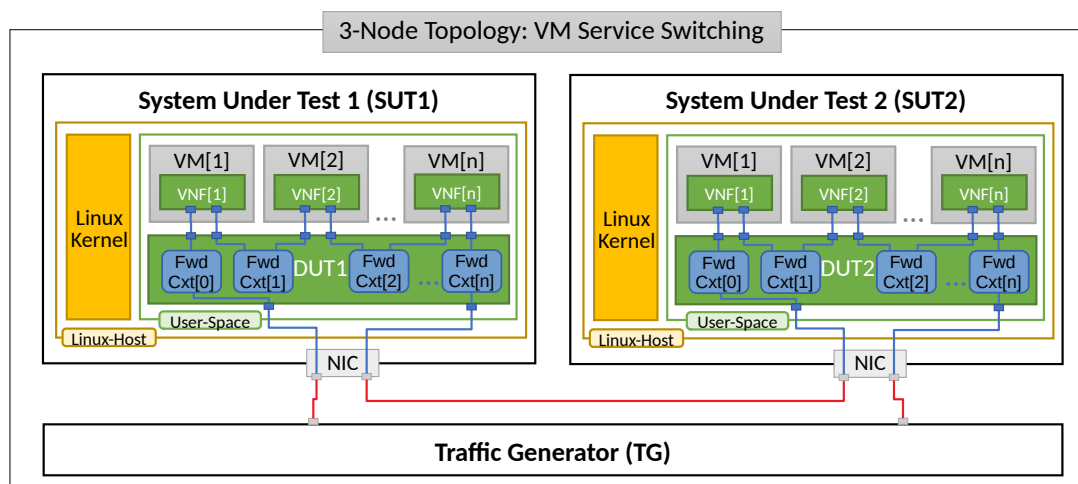 3-Node Topology: VM Service Switching
System Under Test 1 (SUT1)
Linux
Kernel
VM[1]
VNF[1]
VM[2]
VNF[2]
...
VM[n]
VNF[n]
DUT1
Fwd
Cxt[0]
Fwd
Cxt[1]
Fwd
Cxt[2]
...
Fwd
Cxt[n]
User-Space
Linux-Host
NIC
System Under Test 2 (SUT2)
Linux
Kernel
VM[1]
VNF[1]
VM[2]
VNF[2]
...
VM[n]
VNF[n]
DUT2
Fwd
Cxt[0]
Fwd
Cxt[1]
Fwd
Cxt[2]
...
Fwd
Cxt[n]
User-Space
Linux-Host
NIC
Traffic Generator (TG)